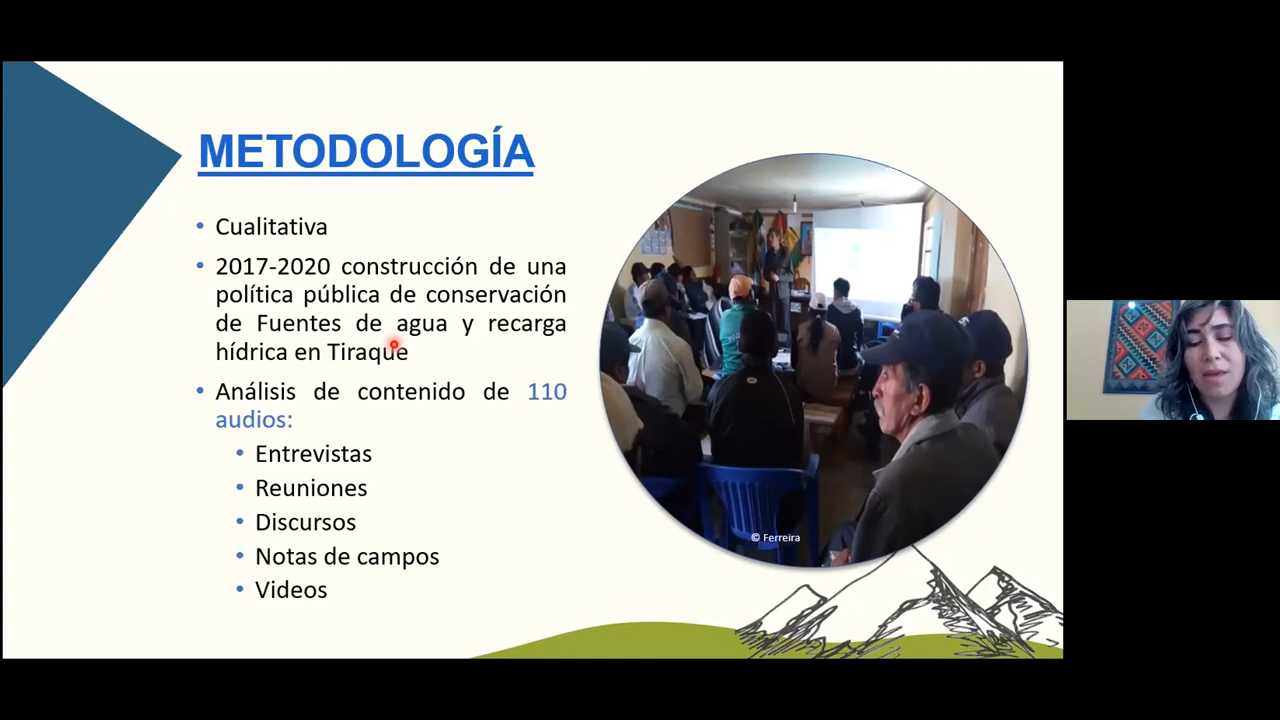 METODOLOGÍA
• Cualitativa
• 2017-2020 construcción de una
política pública de conservación
de Fuentes de agua y recarga
hídrica en Tiraque
• Análisis de contenido de 110
audios:
• Entrevistas
• Reuniones
• Discursos
• Notas de campos
• Videos
© Ferreira